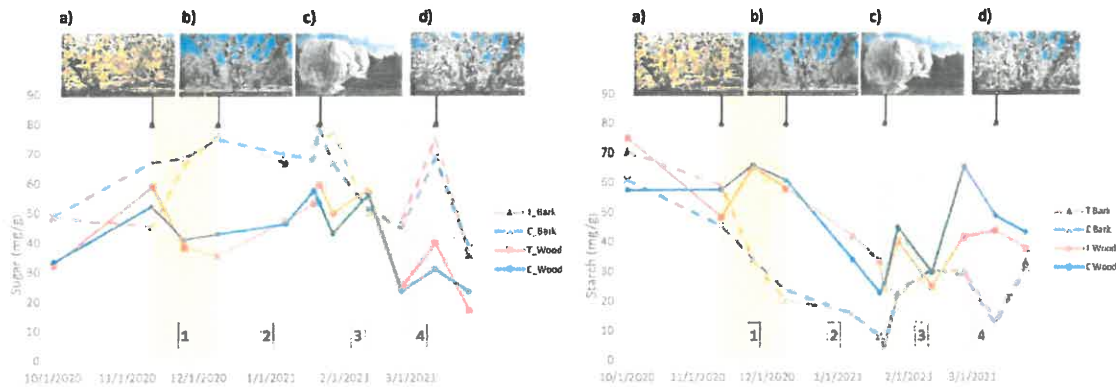 a) b) c) d)
90
80
70
60
50
40
30
20
10
0
Sugar (mg/g)
1 2 3 4
10/1/2020 11/1/2020 12/1/2020 1/1/2021 2/1/2021 3/1/2021
T_Bark
C_Bark
T_Wood
C_Wood
a) b) c) d)
90
80
70
60
50
40
30
20
10
0
Starch (mg/g)
1 2 3 4
10/1/2020 11/1/2020 12/1/2020 1/1/2021 2/1/2021 3/1/2021
T Bark
C Bark
T Wood
C Wood